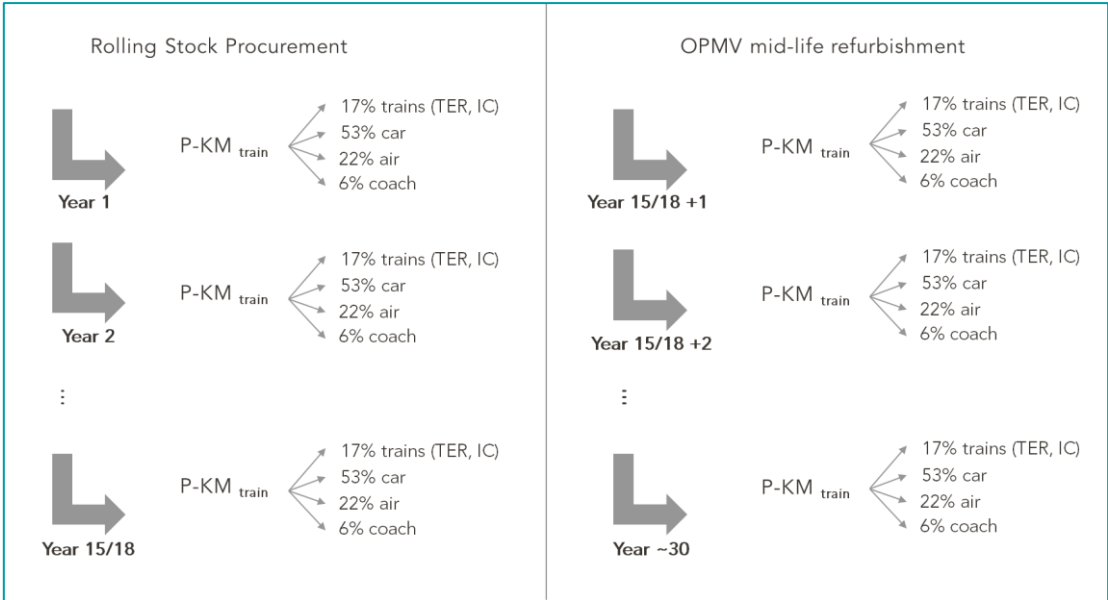 Rolling Stock Procurement
17% trains (TER, IC)
P-KM train
53% car
22% air
6% coach
Year 1
17% trains (TER, IC)
P-KM train
53% car
22% air
6% coach
Year 2
⋮
17% trains (TER, IC)
P-KM train
53% car
22% air
6% coach
Year 15/18
OPMV mid-life refurbishment
17% trains (TER, IC)
P-KM train
53% car
22% air
6% coach
Year 15/18 +1
17% trains (TER, IC)
P-KM train
53% car
22% air
6% coach
Year 15/18 +2
⋮
17% trains (TER, IC)
P-KM train
53% car
22% air
6% coach
Year ~30